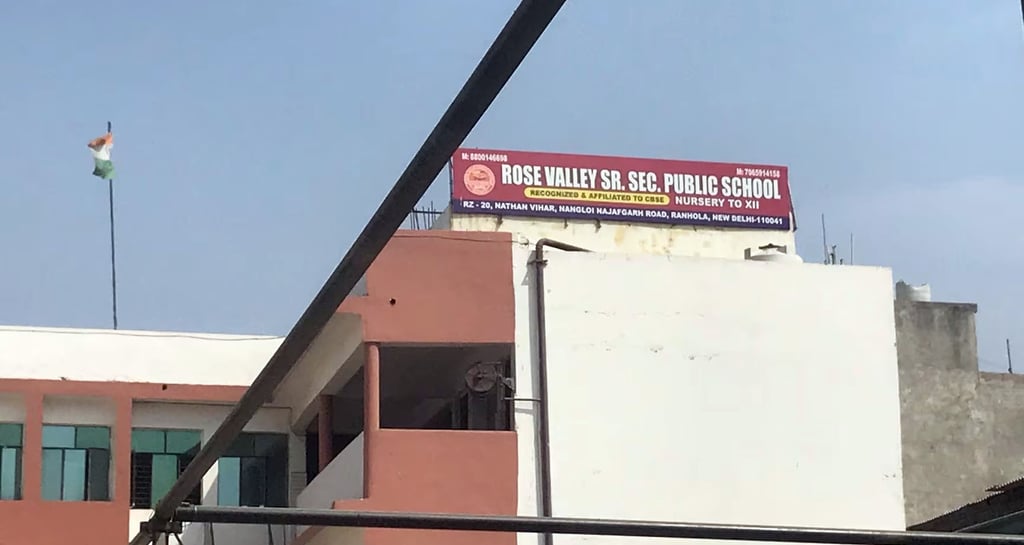 M: 8800146698
M: 7065914158
ROSE VALLEY SR. SEC. PUBLIC SCHOOL
RECOGNIZED & AFFILIATED TO CBSE
NURSERY TO XII
RZ - 20, NATHAN VIHAR, NANGLOI NAJAFGARH ROAD, RANHOLA, NEW DELHI-110041